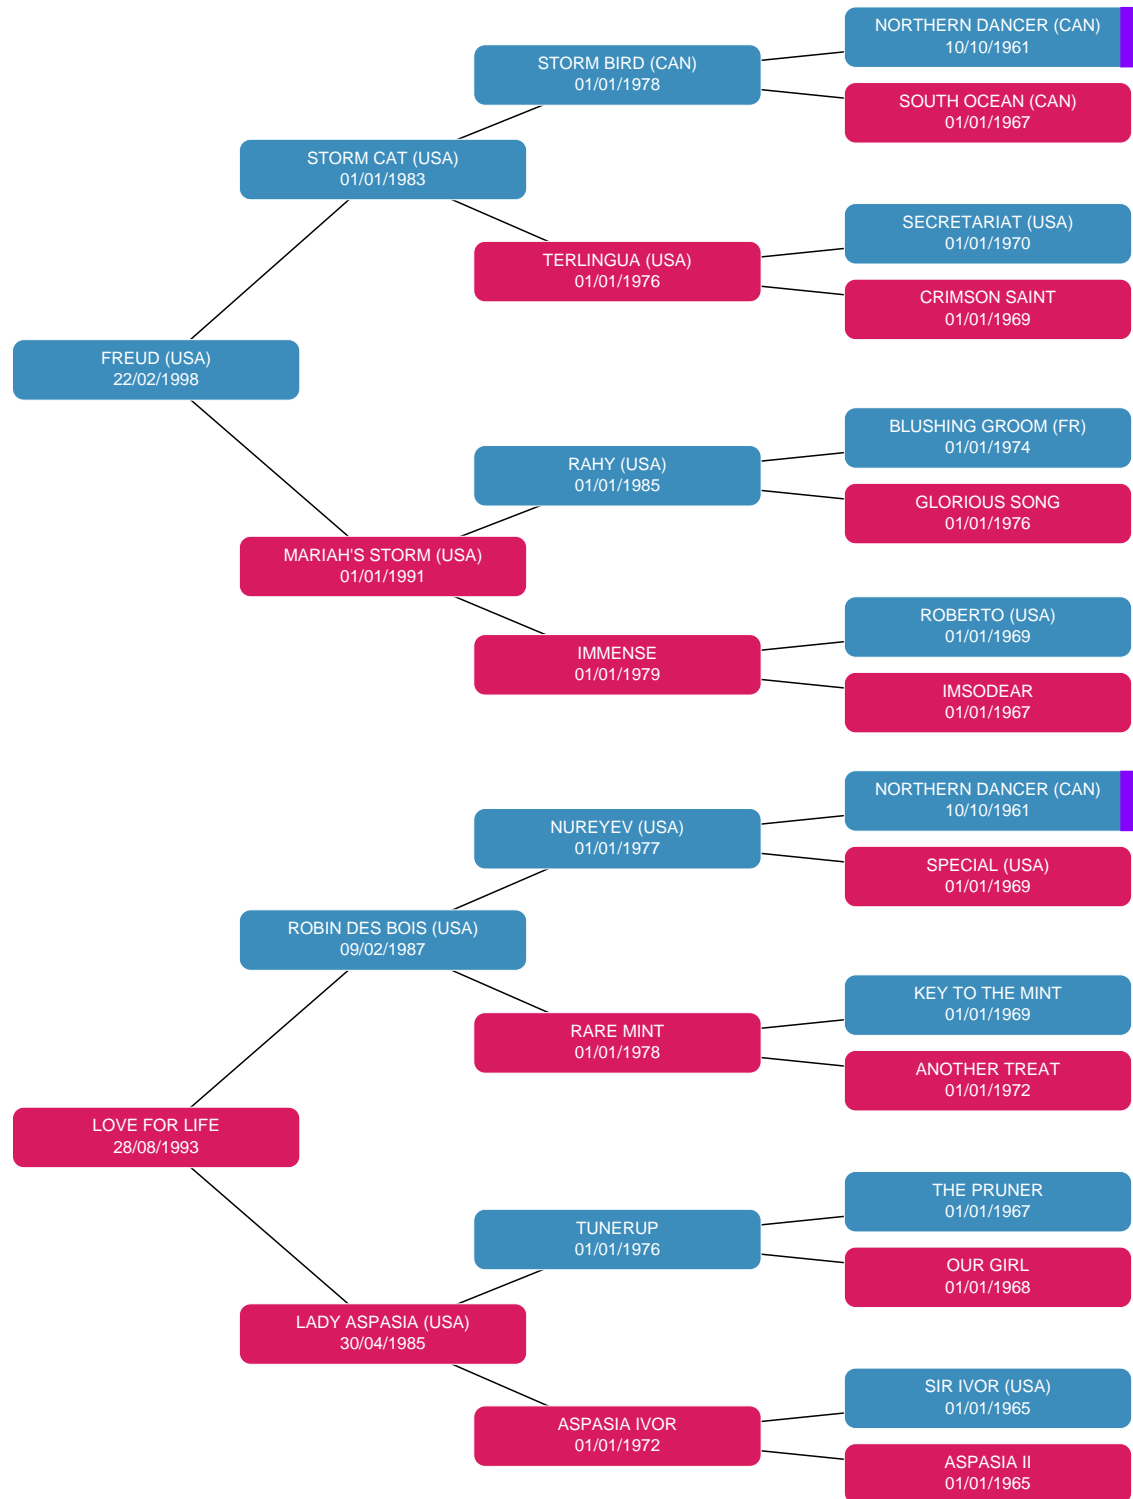 NORTHERN DANCER (CAN)
10/10/1961
STORM BIRD (CAN)
01/01/1978
SOUTH OCEAN (CAN)
01/01/1967
STORM CAT (USA)
01/01/1983
SECRETARIAT (USA)
01/01/1970
TERLINGUA (USA)
01/01/1976
CRIMSON SAINT
01/01/1969
FREUD (USA)
22/02/1998
BLUSHING GROOM (FR)
01/01/1974
RAHY (USA)
01/01/1985
GLORIOUS SONG
01/01/1976
MARIAH'S STORM (USA)
01/01/1991
ROBERTO (USA)
01/01/1969
IMMENSE
01/01/1979
IMSODEAR
01/01/1967
NORTHERN DANCER (CAN)
10/10/1961
NUREYEV (USA)
01/01/1977
SPECIAL (USA)
01/01/1969
ROBIN DES BOIS (USA)
09/02/1987
KEY TO THE MINT
01/01/1969
RARE MINT
01/01/1978
ANOTHER TREAT
01/01/1972
LOVE FOR LIFE
28/08/1993
THE PRUNER
01/01/1967
TUNERUP
01/01/1976
OUR GIRL
01/01/1968
LADY ASPASIA (USA)
30/04/1985
SIR IVOR (USA)
01/01/1965
ASPASIA IVOR
01/01/1972
ASPASIA II
01/01/1965